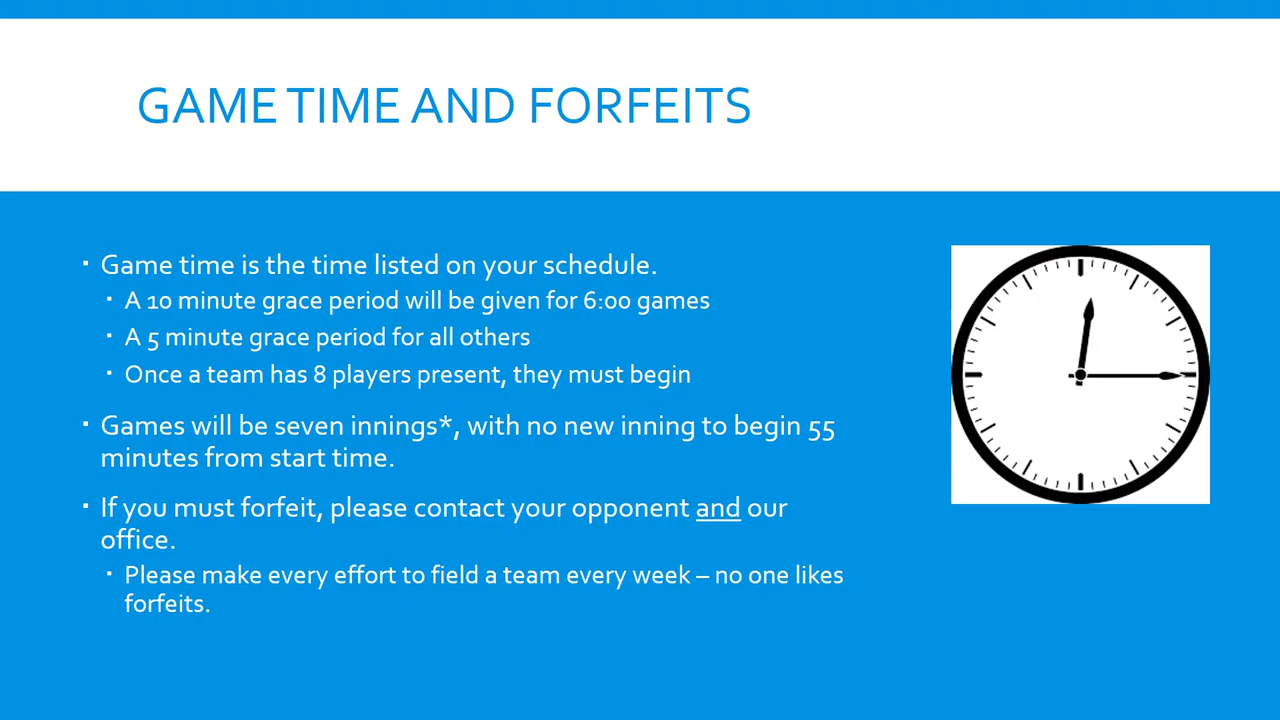 GAME TIME AND FORFEITS
▪ Game time is the time listed on your schedule.
▪ A 10 minute grace period will be given for 6:00 games
▪ A 5 minute grace period for all others
▪ Once a team has 8 players present, they must begin
▪ Games will be seven innings*, with no new inning to begin 55
minutes from start time.
▪ If you must forfeit, please contact your opponent and our
office.
▪ Please make every effort to field a team every week – no one likes
forfeits.